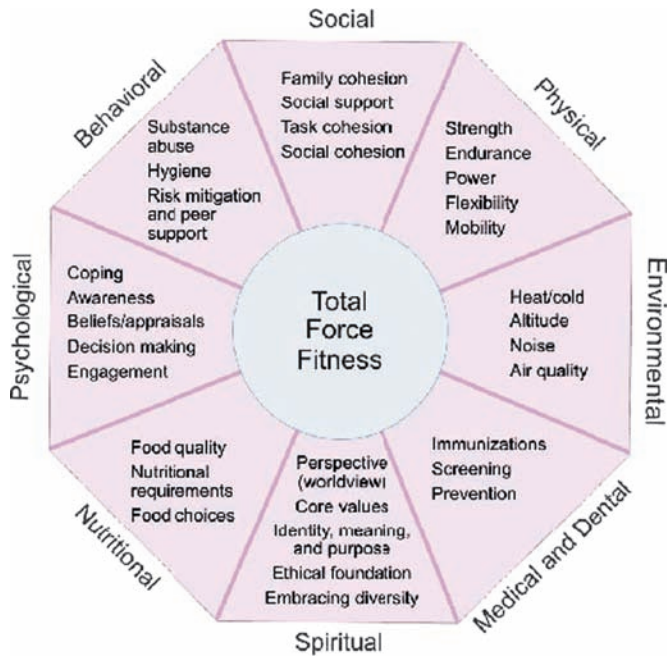 Social
Family cohesion
Social support
Task cohesion
Social cohesion
Physical
Strength
Endurance
Power
Flexibility
Mobility
Environmental
Heat/cold
Altitude
Noise
Air quality
Medical and Dental
Immunizations
Screening
Prevention
Spiritual
Perspective
(worldview)
Core values
Identity, meaning,
and purpose
Ethical foundation
Embracing diversity
Nutritional
Food quality
Nutritional
requirements
Food choices
Psychological
Coping
Awareness
Beliefs/appraisals
Decision making
Engagement
Behavioral
Substance
abuse
Hygiene
Risk mitigation
and peer
support
Total
Force
Fitness